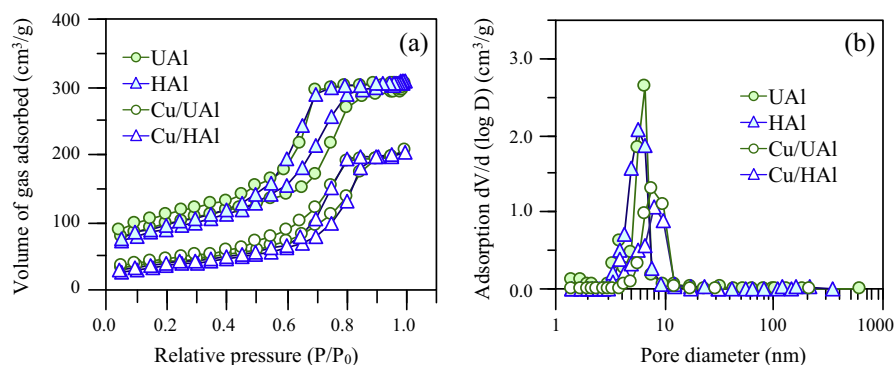 400
300
200
100
0
0.0 0.2 0.4 0.6 0.8 1.0
Volume of gas adsorbed (cm³/g)
Relative pressure (P/P₀)
(a)
UAl
HAl
Cu/UAl
Cu/HAl
3.0
2.0
1.0
0.0
1 10 100 1000
Adsorption dV/d (log D) (cm³/g)
Pore diameter (nm)
(b)
UAl
HAl
Cu/UAl
Cu/HAl